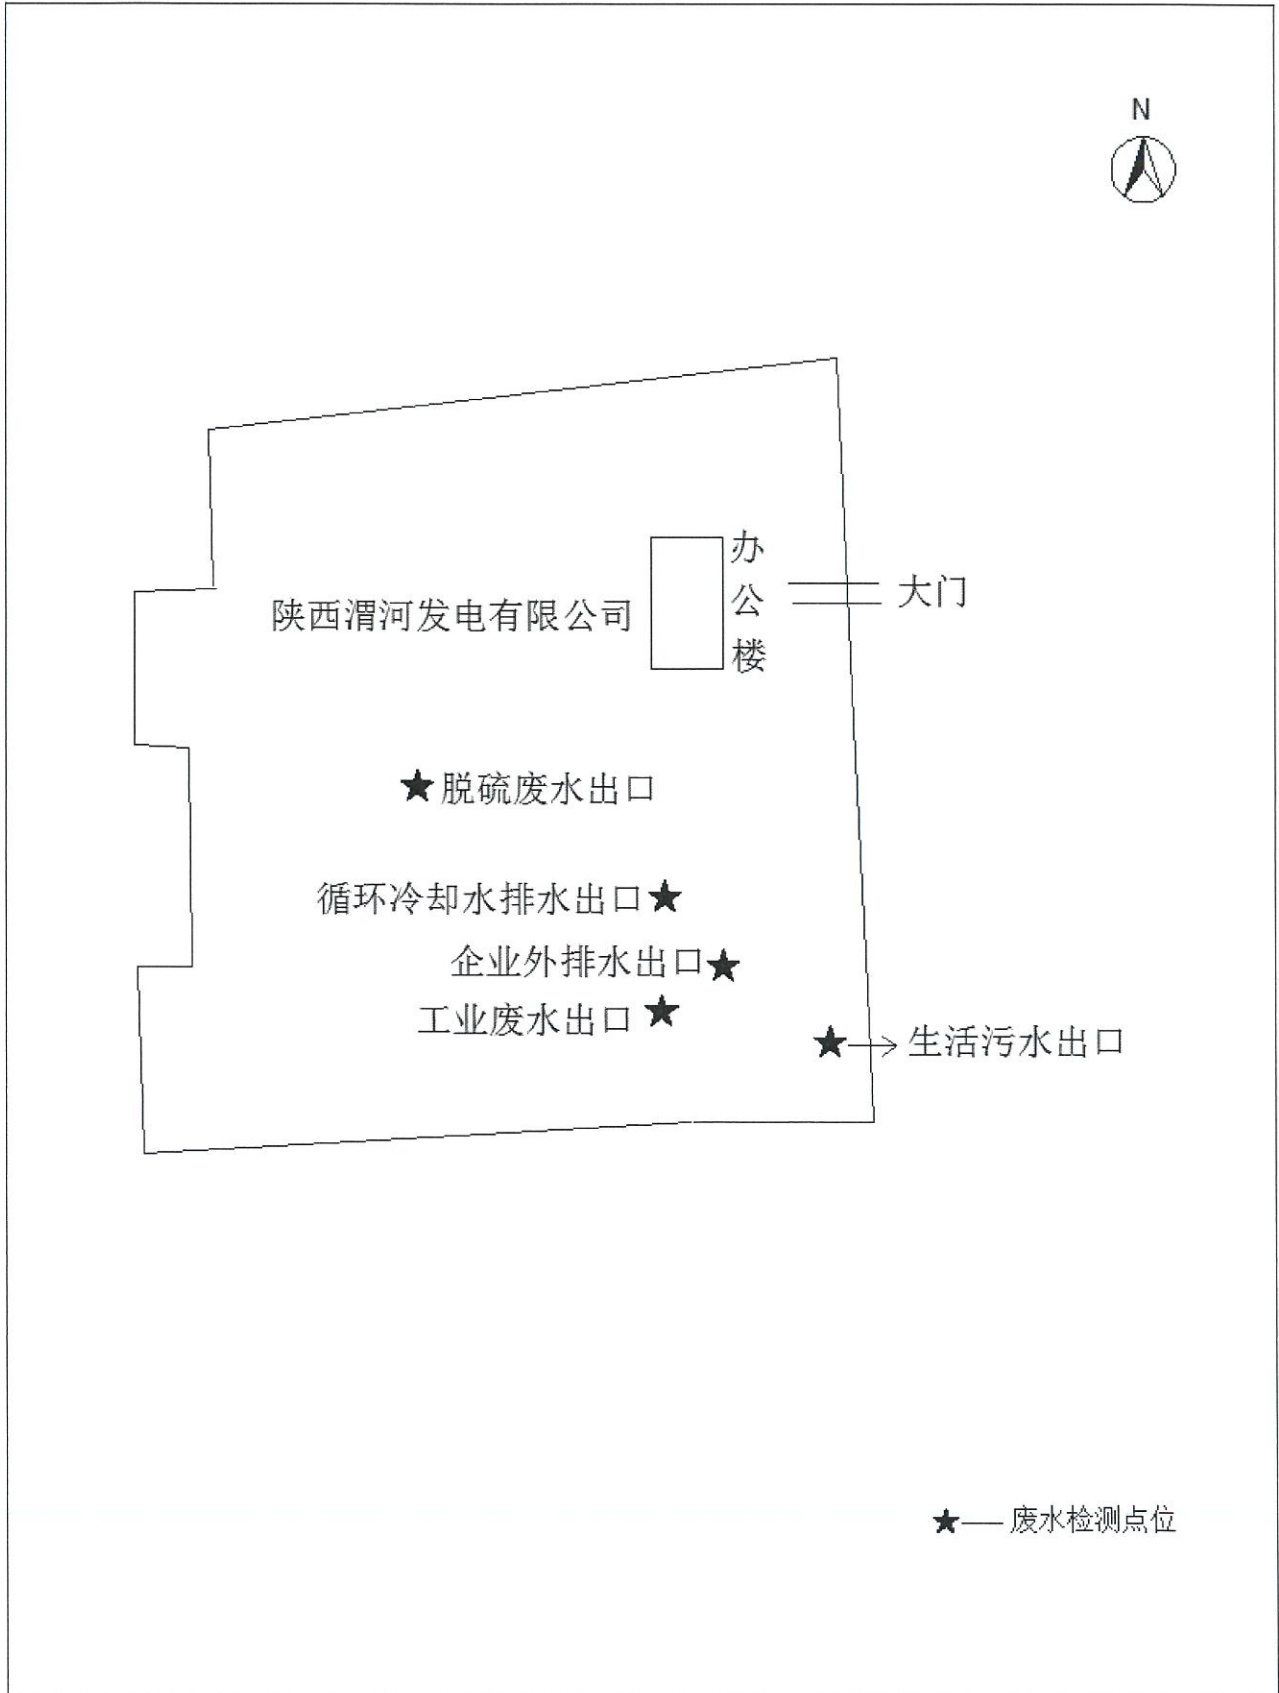 N
办公楼
大门
陕西渭河发电有限公司
脱硫废水出口
循环冷却水排水出口
企业外排水出口
工业废水出口
生活污水出口
废水检测点位